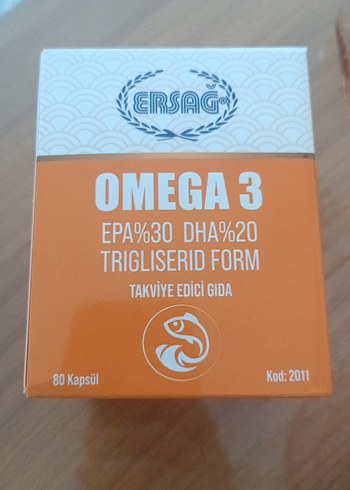 ERSAĞ®
OMEGA 3
EPA%30 DHA%20
TRIGLISERID FORM
TAKVİYE EDİCİ GIDA
80 Kapsül
Kod: 2011